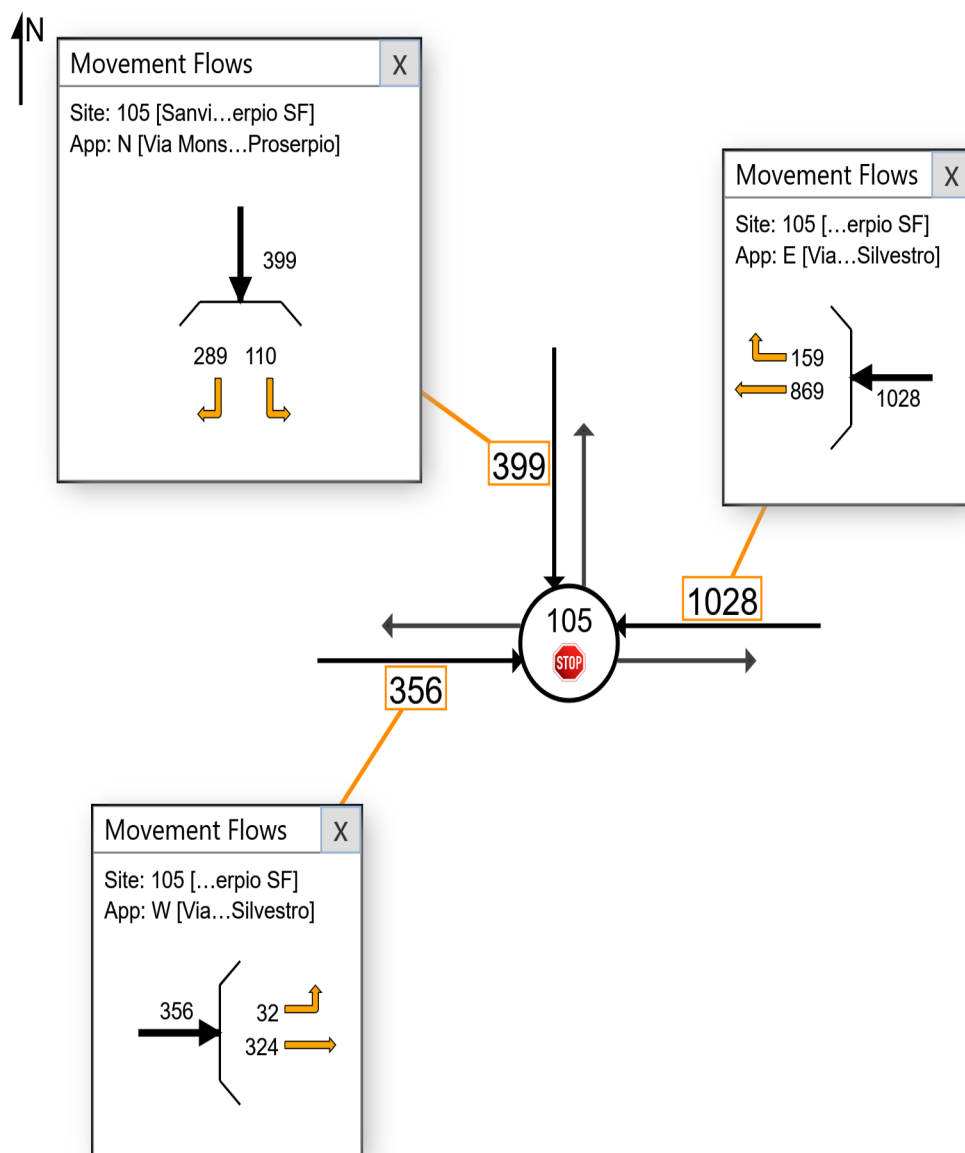 N
Movement Flows
X
Site: 105 [Sanvi...erpio SF]
App: N [Via Mons...Proserpio]
399
289 110
Movement Flows
X
Site: 105 [...erpio SF]
App: E [Via...Silvestro]
159
869
1028
399
1028
105
STOP
356
Movement Flows
X
Site: 105 [...erpio SF]
App: W [Via...Silvestro]
356
32
324